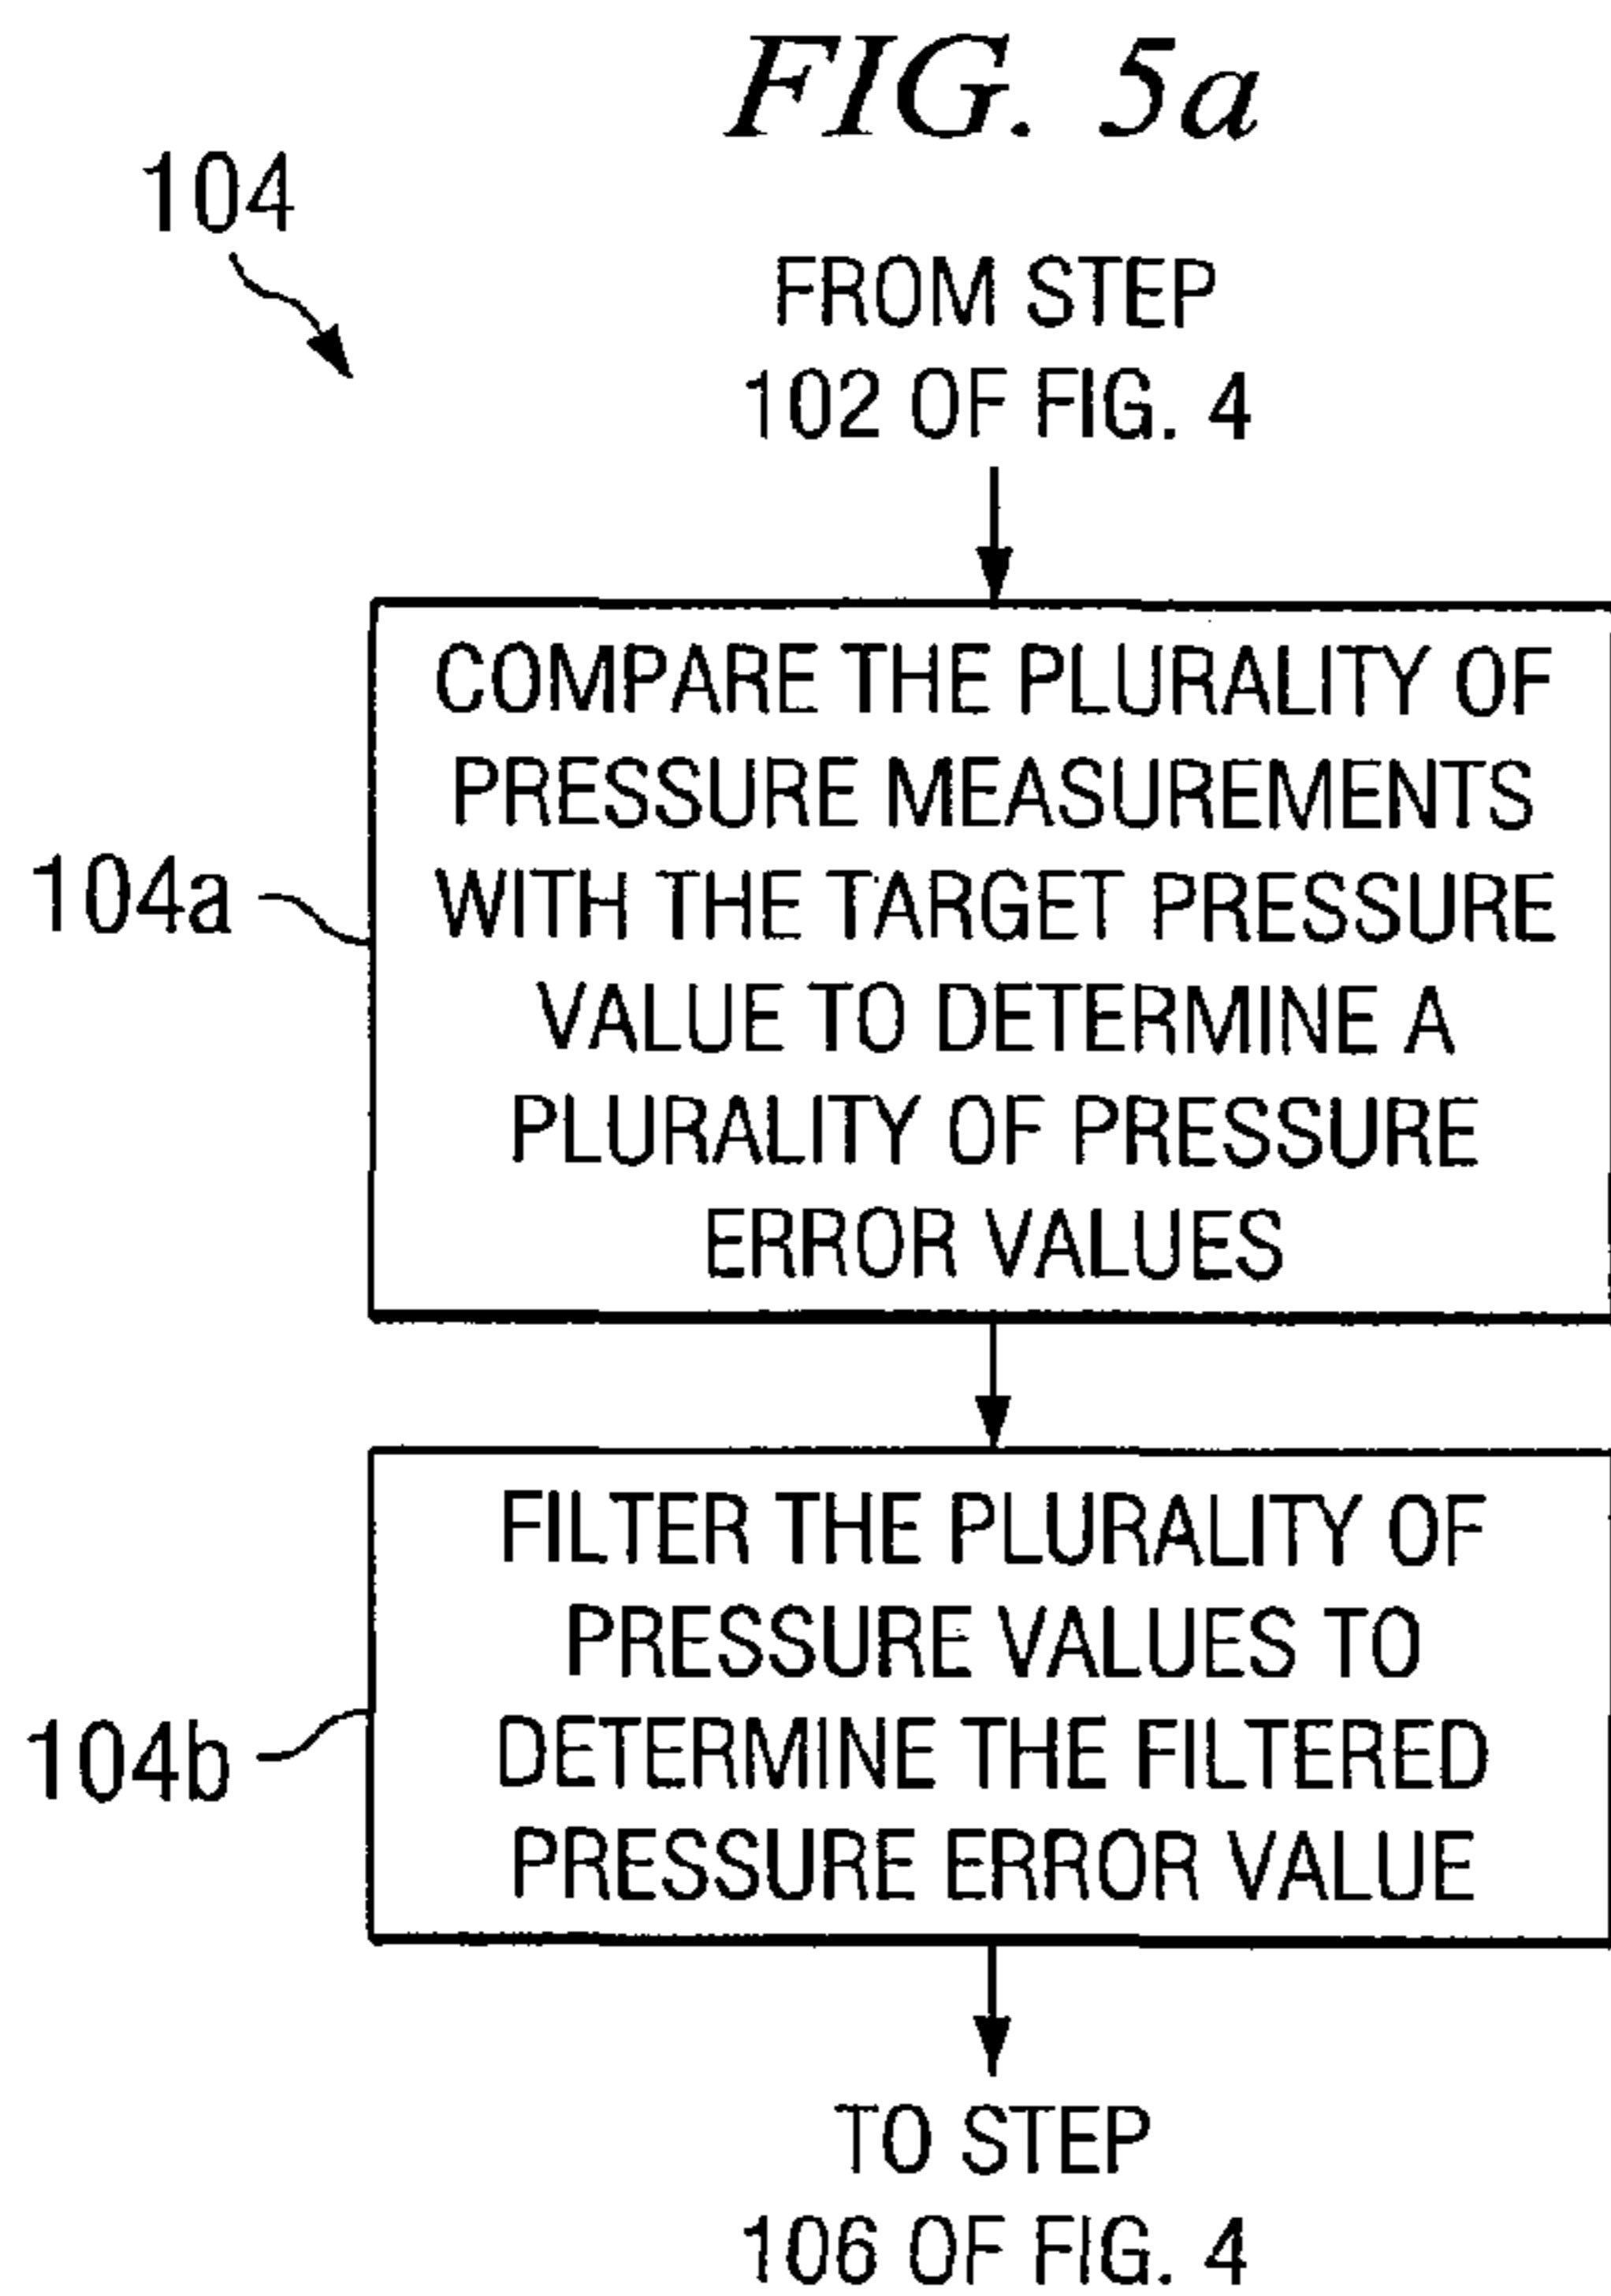 FIG. 5a
104
FROM STEP
102 OF FIG. 4
COMPARE THE PLURALITY OF
PRESSURE MEASUREMENTS
WITH THE TARGET PRESSURE
VALUE TO DETERMINE A
PLURALITY OF PRESSURE
ERROR VALUES
104a
FILTER THE PLURALITY OF
PRESSURE VALUES TO
DETERMINE THE FILTERED
PRESSURE ERROR VALUE
104b
TO STEP
106 OF FIG. 4